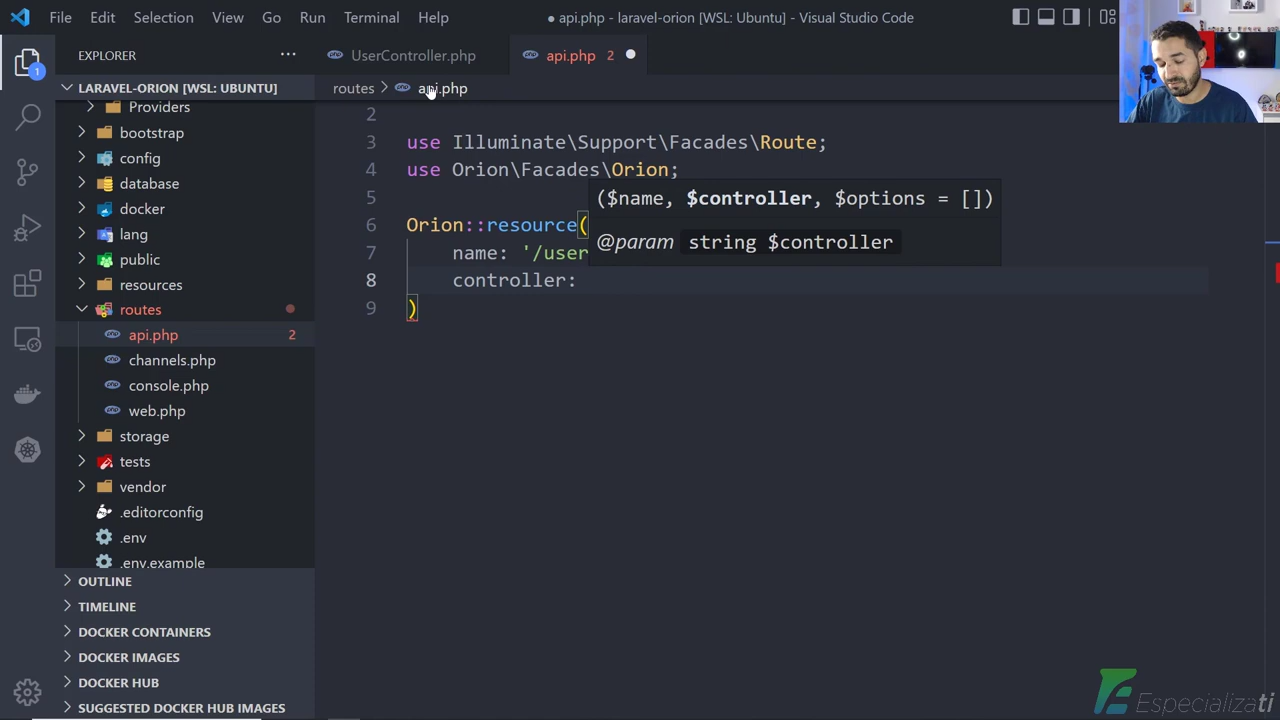 File Edit Selection View Go Run Terminal Help
● api.php - laravel-orion [WSL: Ubuntu] - Visual Studio Code
EXPLORER
1
LARAVEL-ORION [WSL: UBUNTU]
Providers
bootstrap
config
database
docker
lang
public
resources
routes
api.php 2
channels.php
console.php
web.php
storage
tests
vendor
.editorconfig
.env
.env.example
OUTLINE
TIMELINE
DOCKER CONTAINERS
DOCKER IMAGES
DOCKER HUB
SUGGESTED DOCKER HUB IMAGES
UserController.php
api.php 2
routes > api.php
2
3 use Illuminate\Support\Facades\Route;
4 use Orion\Facades\Orion;
5
6 Orion::resource(
7 name: '/user
8 controller:
9 )
($name, $controller, $options = [])
@param string $controller
Especializati